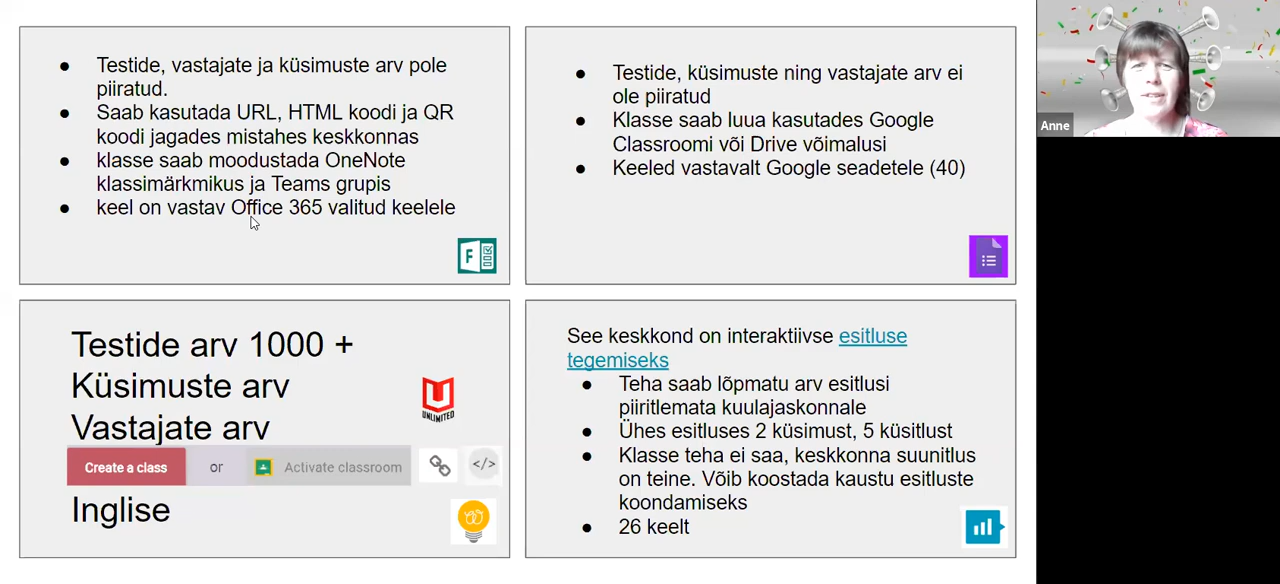 Testide, vastajate ja küsimuste arv pole
piiratud.
Saab kasutada URL, HTML koodi ja QR
koodi jagades mistahes keskkonnas
klasse saab moodustada OneNote
klassimärkmikus ja Teams grupis
keel on vastav Office 365 valitud keelele
F
Testide, küsimuste ning vastajate arv ei
ole piiratud
Klasse saab luua kasutades Google
Classroomi või Drive võimalusi
Keeled vastavalt Google seadetele (40)
Anne
Testide arv 1000 +
Küsimuste arv
Vastajate arv
UNLIMITED
Create a class or Activate classroom </>
Inglise
See keskkond on interaktiivse esitluse
tegemiseks
Teha saab lõpmatu arv esitlusi
piiritlemata kuulajaskonnale
Ühes esitluses 2 küsimust, 5 küsitlust
Klasse teha ei saa, keskkonna suunitlus
on teine. Võib koostada kaustu esitluste
koondamiseks
26 keelt